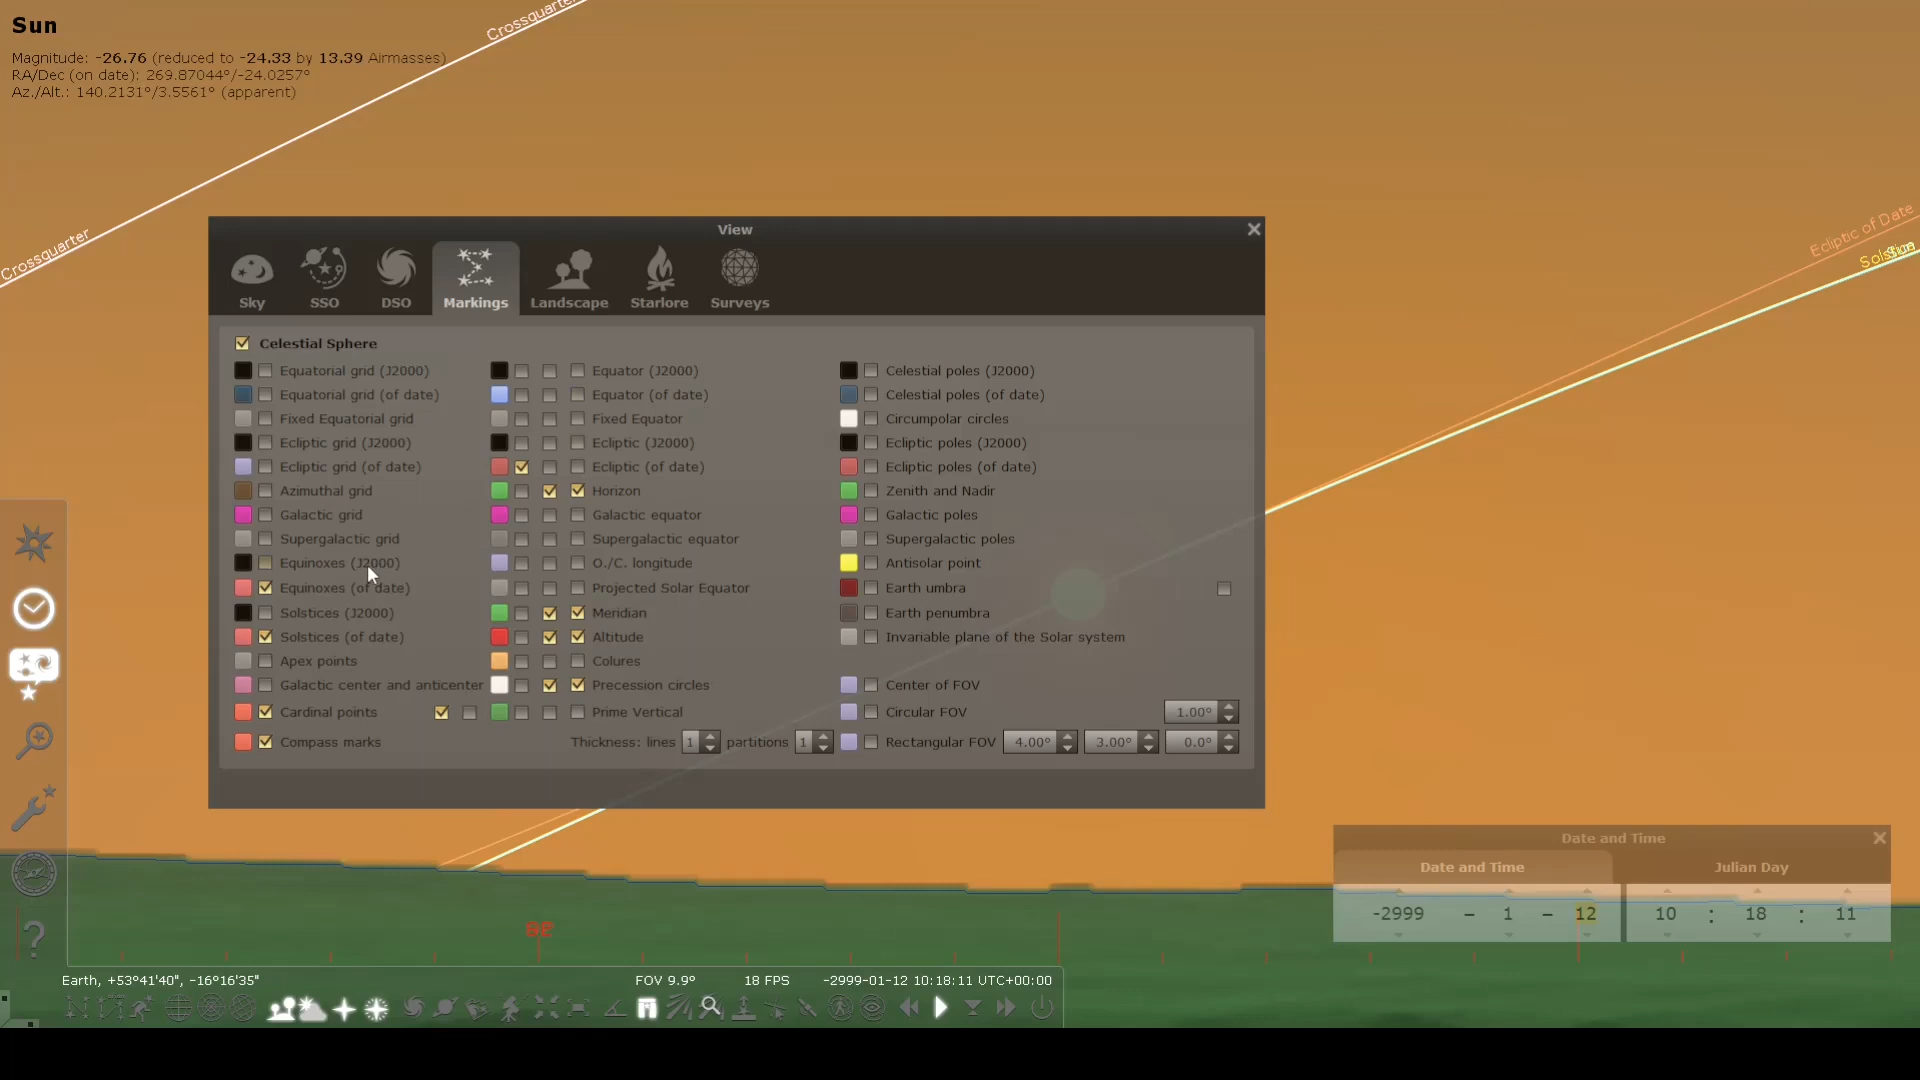 Sun
Magnitude: -26.76 (reduced to -24.33 by 13.39 Airmasses)
RA/Dec (on date): 269.87044°/-24.0257°
Az./Alt.: 140.2131°/3.5561° (apparent)
Crossquarter
Crossquarter
Ecliptic of Date
Solstice
Sun
View
Sky
SSO
DSO
Markings
Landscape
Starlore
Surveys
Celestial Sphere
Equatorial grid (J2000)
Equator (J2000)
Celestial poles (J2000)
Equatorial grid (of date)
Equator (of date)
Celestial poles (of date)
Fixed Equatorial grid
Fixed Equator
Circumpolar circles
Ecliptic grid (J2000)
Ecliptic (J2000)
Ecliptic poles (J2000)
Ecliptic grid (of date)
Ecliptic (of date)
Ecliptic poles (of date)
Azimuthal grid
Horizon
Zenith and Nadir
Galactic grid
Galactic equator
Galactic poles
Supergalactic grid
Supergalactic equator
Supergalactic poles
Equinoxes (J2000)
O./C. longitude
Antisolar point
Equinoxes (of date)
Projected Solar Equator
Earth umbra
Solstices (J2000)
Meridian
Earth penumbra
Solstices (of date)
Altitude
Invariable plane of the Solar system
Apex points
Colures
Galactic center and anticenter
Precession circles
Center of FOV
Cardinal points
Prime Vertical
Circular FOV
1.00°
Compass marks
Thickness: lines 1 partitions 1
Rectangular FOV 4.00° 3.00° 0.0°
Date and Time
Date and Time
Julian Day
-2999 - 1 - 12 10 : 18 : 11
Earth, +53°41'40", -16°16'35"
FOV 9.9°
18 FPS
-2999-01-12 10:18:11 UTC+00:00